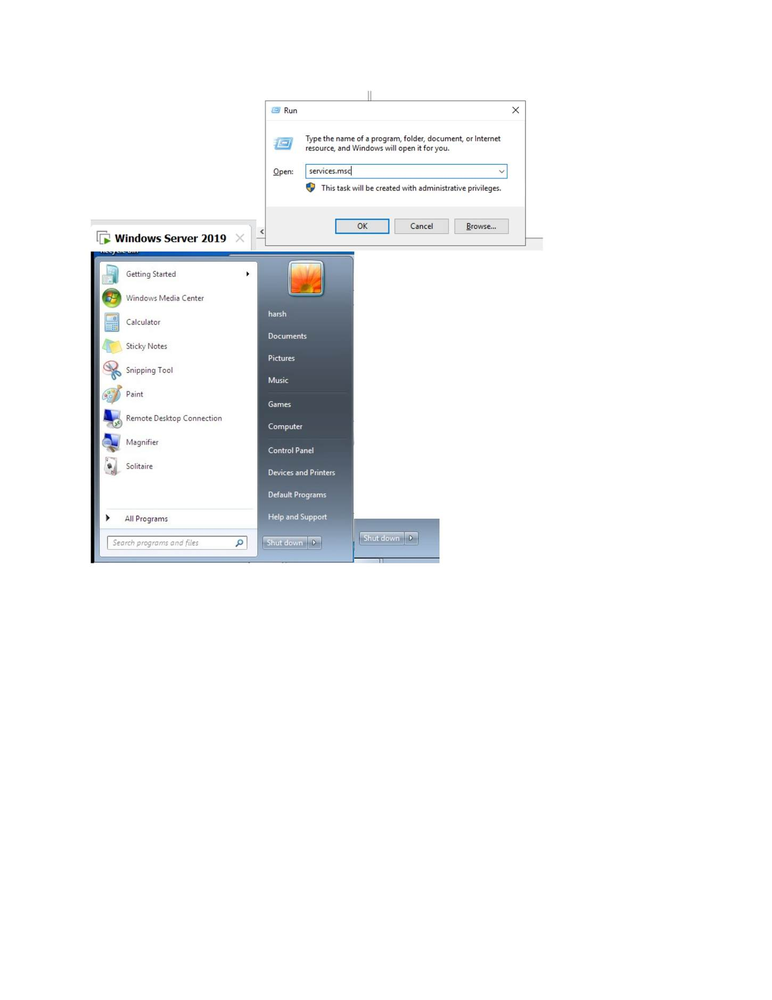 Run
Type the name of a program, folder, document, or Internet
resource, and Windows will open it for you.
Open:
services.msc
This task will be created with administrative privileges.
OK
Cancel
Browse...
Windows Server 2019
Recycle Bin
Getting Started
Windows Media Center
Calculator
Sticky Notes
Snipping Tool
Paint
Remote Desktop Connection
Magnifier
Solitaire
All Programs
Search programs and files
harsh
Documents
Pictures
Music
Games
Computer
Control Panel
Devices and Printers
Default Programs
Help and Support
Shut down
Shut down